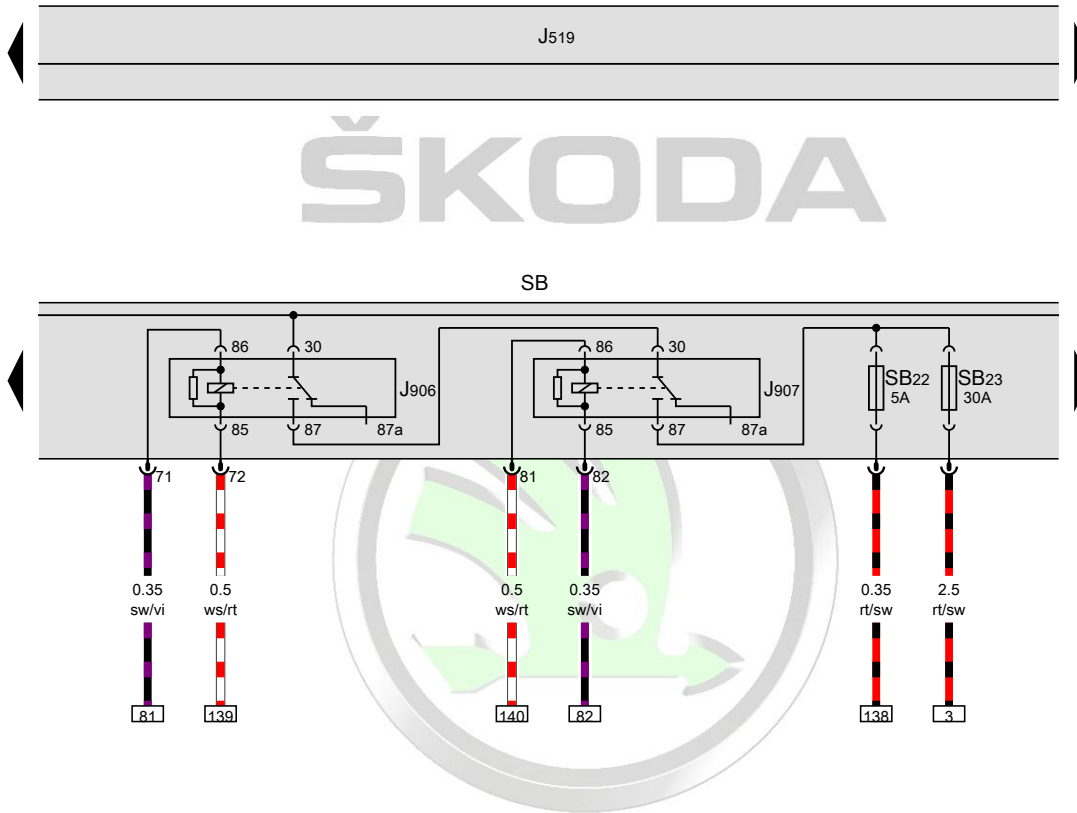 J519
ŠKODA
SB
86 30 86 30
J906 J907 SB22 SB23
5A 30A
85 87 87a 85 87 87a
71 72 81 82
0.35 0.5 0.5 0.35 0.35 2.5
sw/vi ws/rt ws/rt sw/vi rt/sw rt/sw
81 139 140 82 138 3